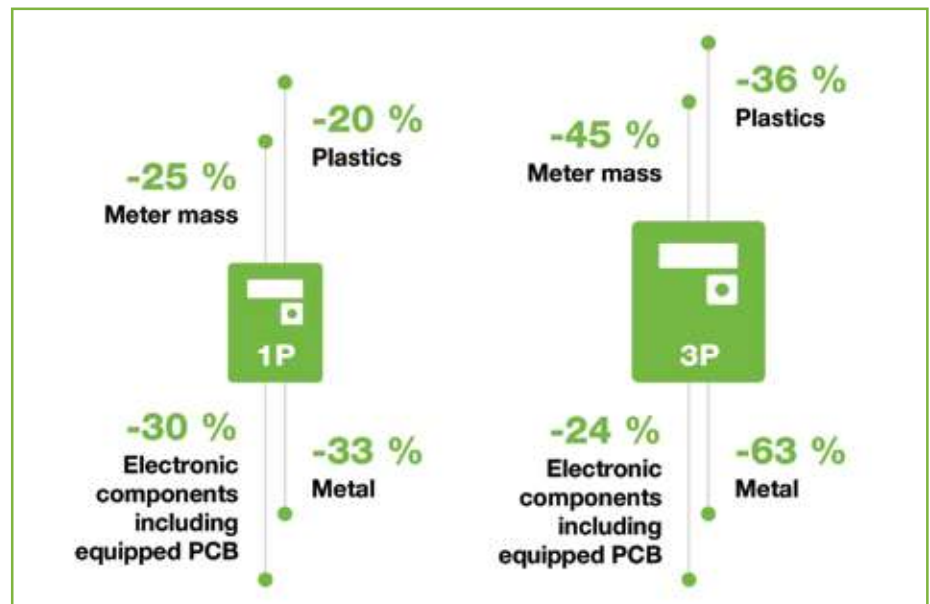 -20 %
Plastics
-25 %
Meter mass
1P
-30 %
Electronic
components
including
equipped PCB
-33 %
Metal
-36 %
Plastics
-45 %
Meter mass
3P
-24 %
Electronic
components
including
equipped PCB
-63 %
Metal